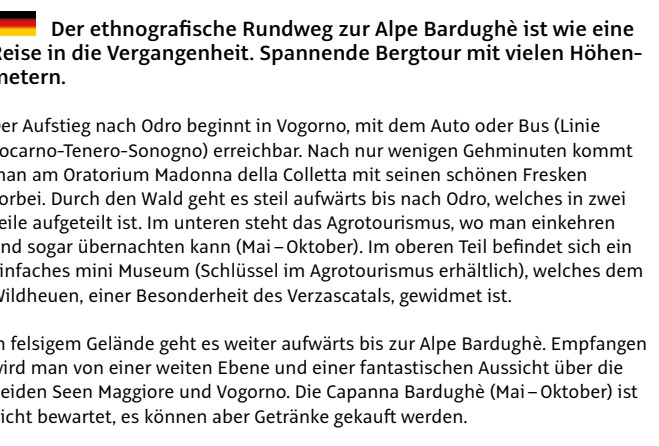 Der ethnografische Rundweg zur Alpe Bardughè ist wie eine
Reise in die Vergangenheit. Spannende Bergtour mit vielen Höhen-
metern.
er Aufstieg nach Odro beginnt in Vogorno, mit dem Auto oder Bus (Linie
ocarno-Tenero-Sonogno) erreichbar. Nach nur wenigen Gehminuten kommt
man am Oratorium Madonna della Colletta mit seinen schönen Fresken
orbei. Durch den Wald geht es steil aufwärts bis nach Odro, welches in zwei
eile aufgeteilt ist. Im unteren steht das Agrotourismus, wo man einkehren
nd sogar übernachten kann (Mai – Oktober). Im oberen Teil befindet sich ein
infaches mini Museum (Schlüssel im Agrotourismus erhältlich), welches dem
Wildheuen, einer Besonderheit des Verzascatals, gewidmet ist.
n felsigem Gelände geht es weiter aufwärts bis zur Alpe Bardughè. Empfangen
wird man von einer weiten Ebene und einer fantastischen Aussicht über die
eiden Seen Maggiore und Vogorno. Die Capanna Bardughè (Mai – Oktober) ist
icht bewartet, es können aber Getränke gekauft werden.